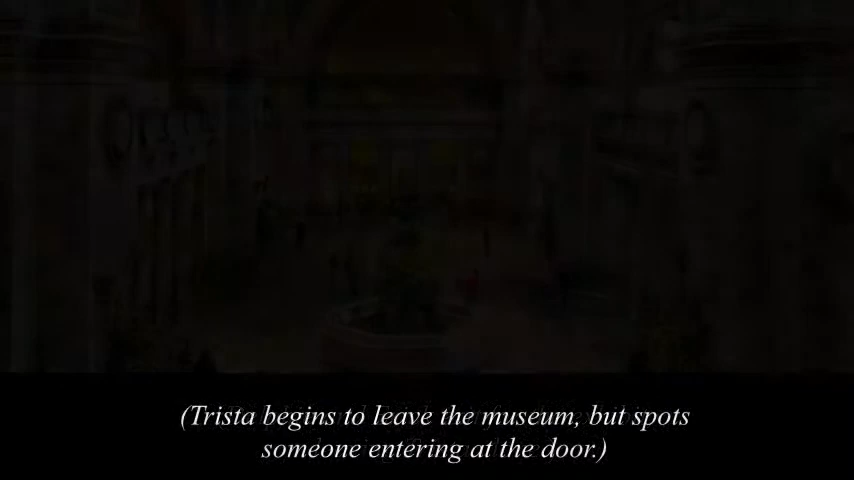 (Trista begins to leave the museum, but spots
someone entering at the door.)